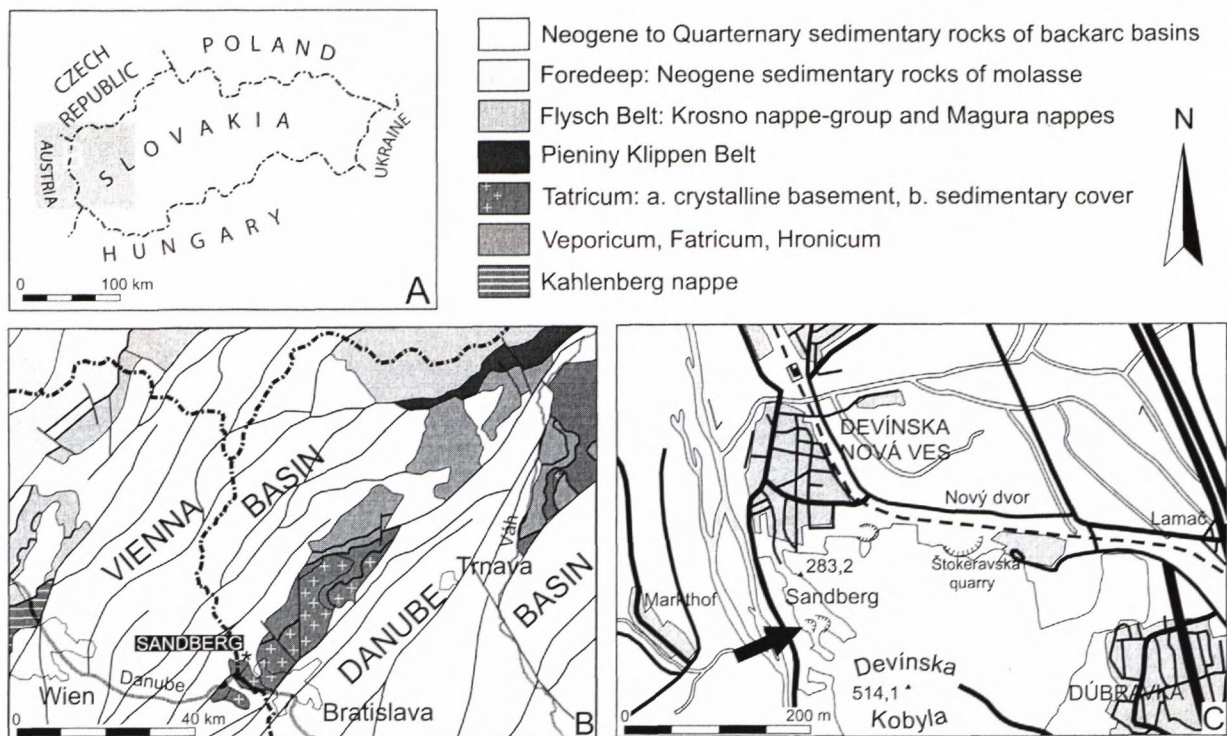 POLAND
CZECH
REPUBLIC
SLOVAKIA
AUSTRIA
UKRAINE
HUNGARY
0 100 km
A
Neogene to Quarternary sedimentary rocks of backarc basins
Foredeep: Neogene sedimentary rocks of molasse
Flysch Belt: Krosno nappe-group and Magura nappes
Pieniny Klippen Belt
Tatricum: a. crystalline basement, b. sedimentary cover
Veporicum, Fatricum, Hronicum
Kahlenberg nappe
N
VIENNA
BASIN
Váh
Trnava
DANUBE
BASIN
SANDBERG
*
Wien
Danube
Bratislava
0 40 km
B
DEVÍNSKA
NOVÁ VES
Nový dvor
Lamač
Štokeravská
quarry
283,2
Sandberg
Markthof
Devínska
514,1
Kobyla
DÚBRAVKA
0 200 m
C